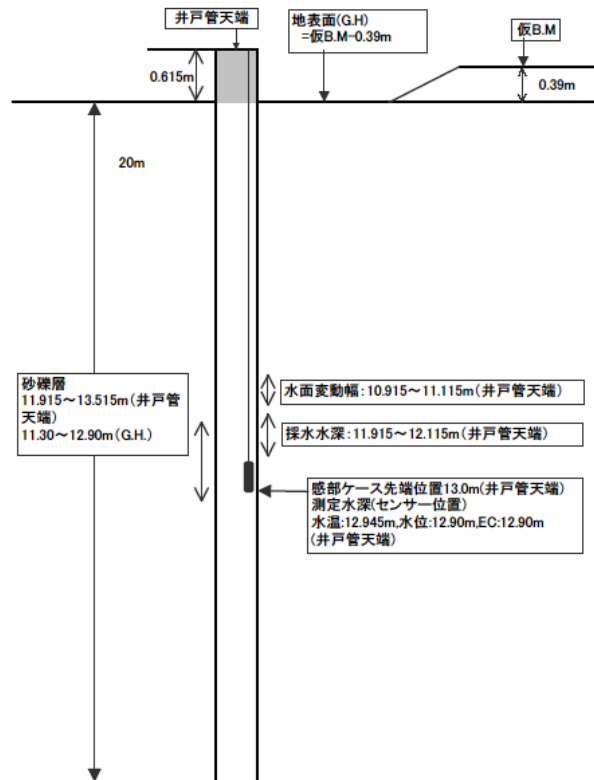 井戸管天端
地表面(G.H)
=仮B.M-0.39m
仮B.M
0.615m
0.39m
20m
砂礫層
11.915~13.515m(井戸管
天端)
11.30~12.90m(G.H.)
水面変動幅:10.915~11.115m(井戸管天端)
採水水深:11.915~12.115m(井戸管天端)
感部ケース先端位置13.0m(井戸管天端)
測定水深(センサー位置)
水温:12.945m,水位:12.90m,EC:12.90m
(井戸管天端)